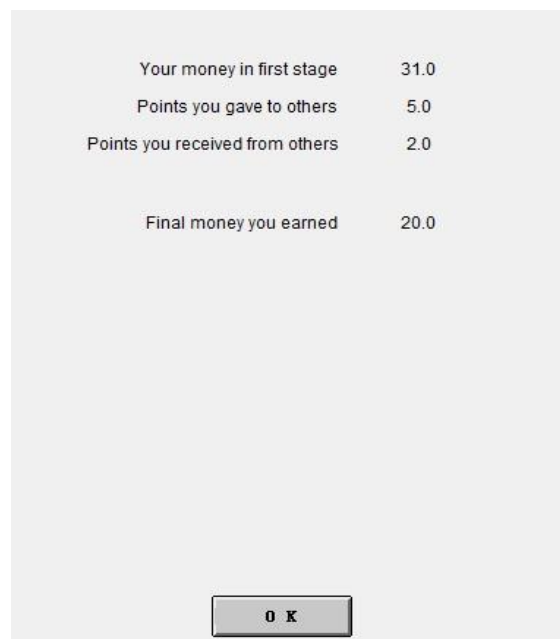 Your money in first stage 31.0
Points you gave to others 5.0
Points you received from others 2.0
Final money you earned 20.0
O K